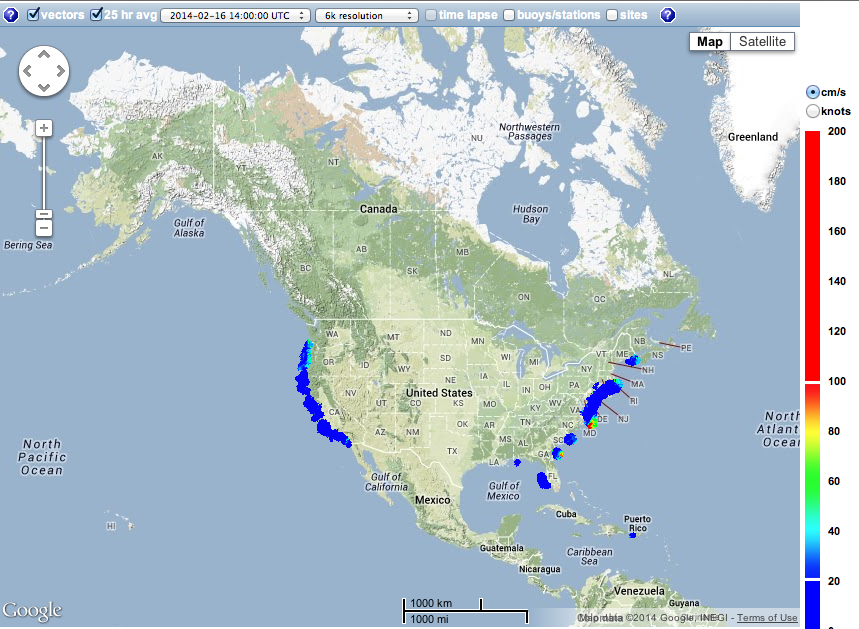 ? vectors 25 hr avg 2014-02-16 14:00:00 UTC 6k resolution time lapse buoys/stations sites ?
Map Satellite
cm/s
knots
200
180
160
140
120
100
80
60
40
20
Greenland
Northwestern
Passages
NU
AK
YT
NT
Canada
Hudson
Bay
Gulf of
Alaska
Bering Sea
AB
MB
BC
SK
NL
ON
QC
NB
PE
NS
WA
MT
ND
MN
VT
ME
NH
OR
ID
WY
SD
WI
MI
NY
MA
RI
NE
IA
IL
IN
OH
PA
NJ
NV
UT
CO
United States
KS
MO
KY
WV
VA
DE
MD
CA
AZ
NM
OK
AR
TN
NC
SC
MS
AL
GA
TX
LA
FL
North
Pacific
Ocean
North
Atlant
Ocea
Gulf of
California
Gulf of
Mexico
Mexico
Cuba
HI
Puerto
Rico
Guatemala
Caribbean
Sea
Nicaragua
Venezuela
Guyana
1000 km
1000 mi
Google
Map data ©2014 Google, INEGI - Terms of Use